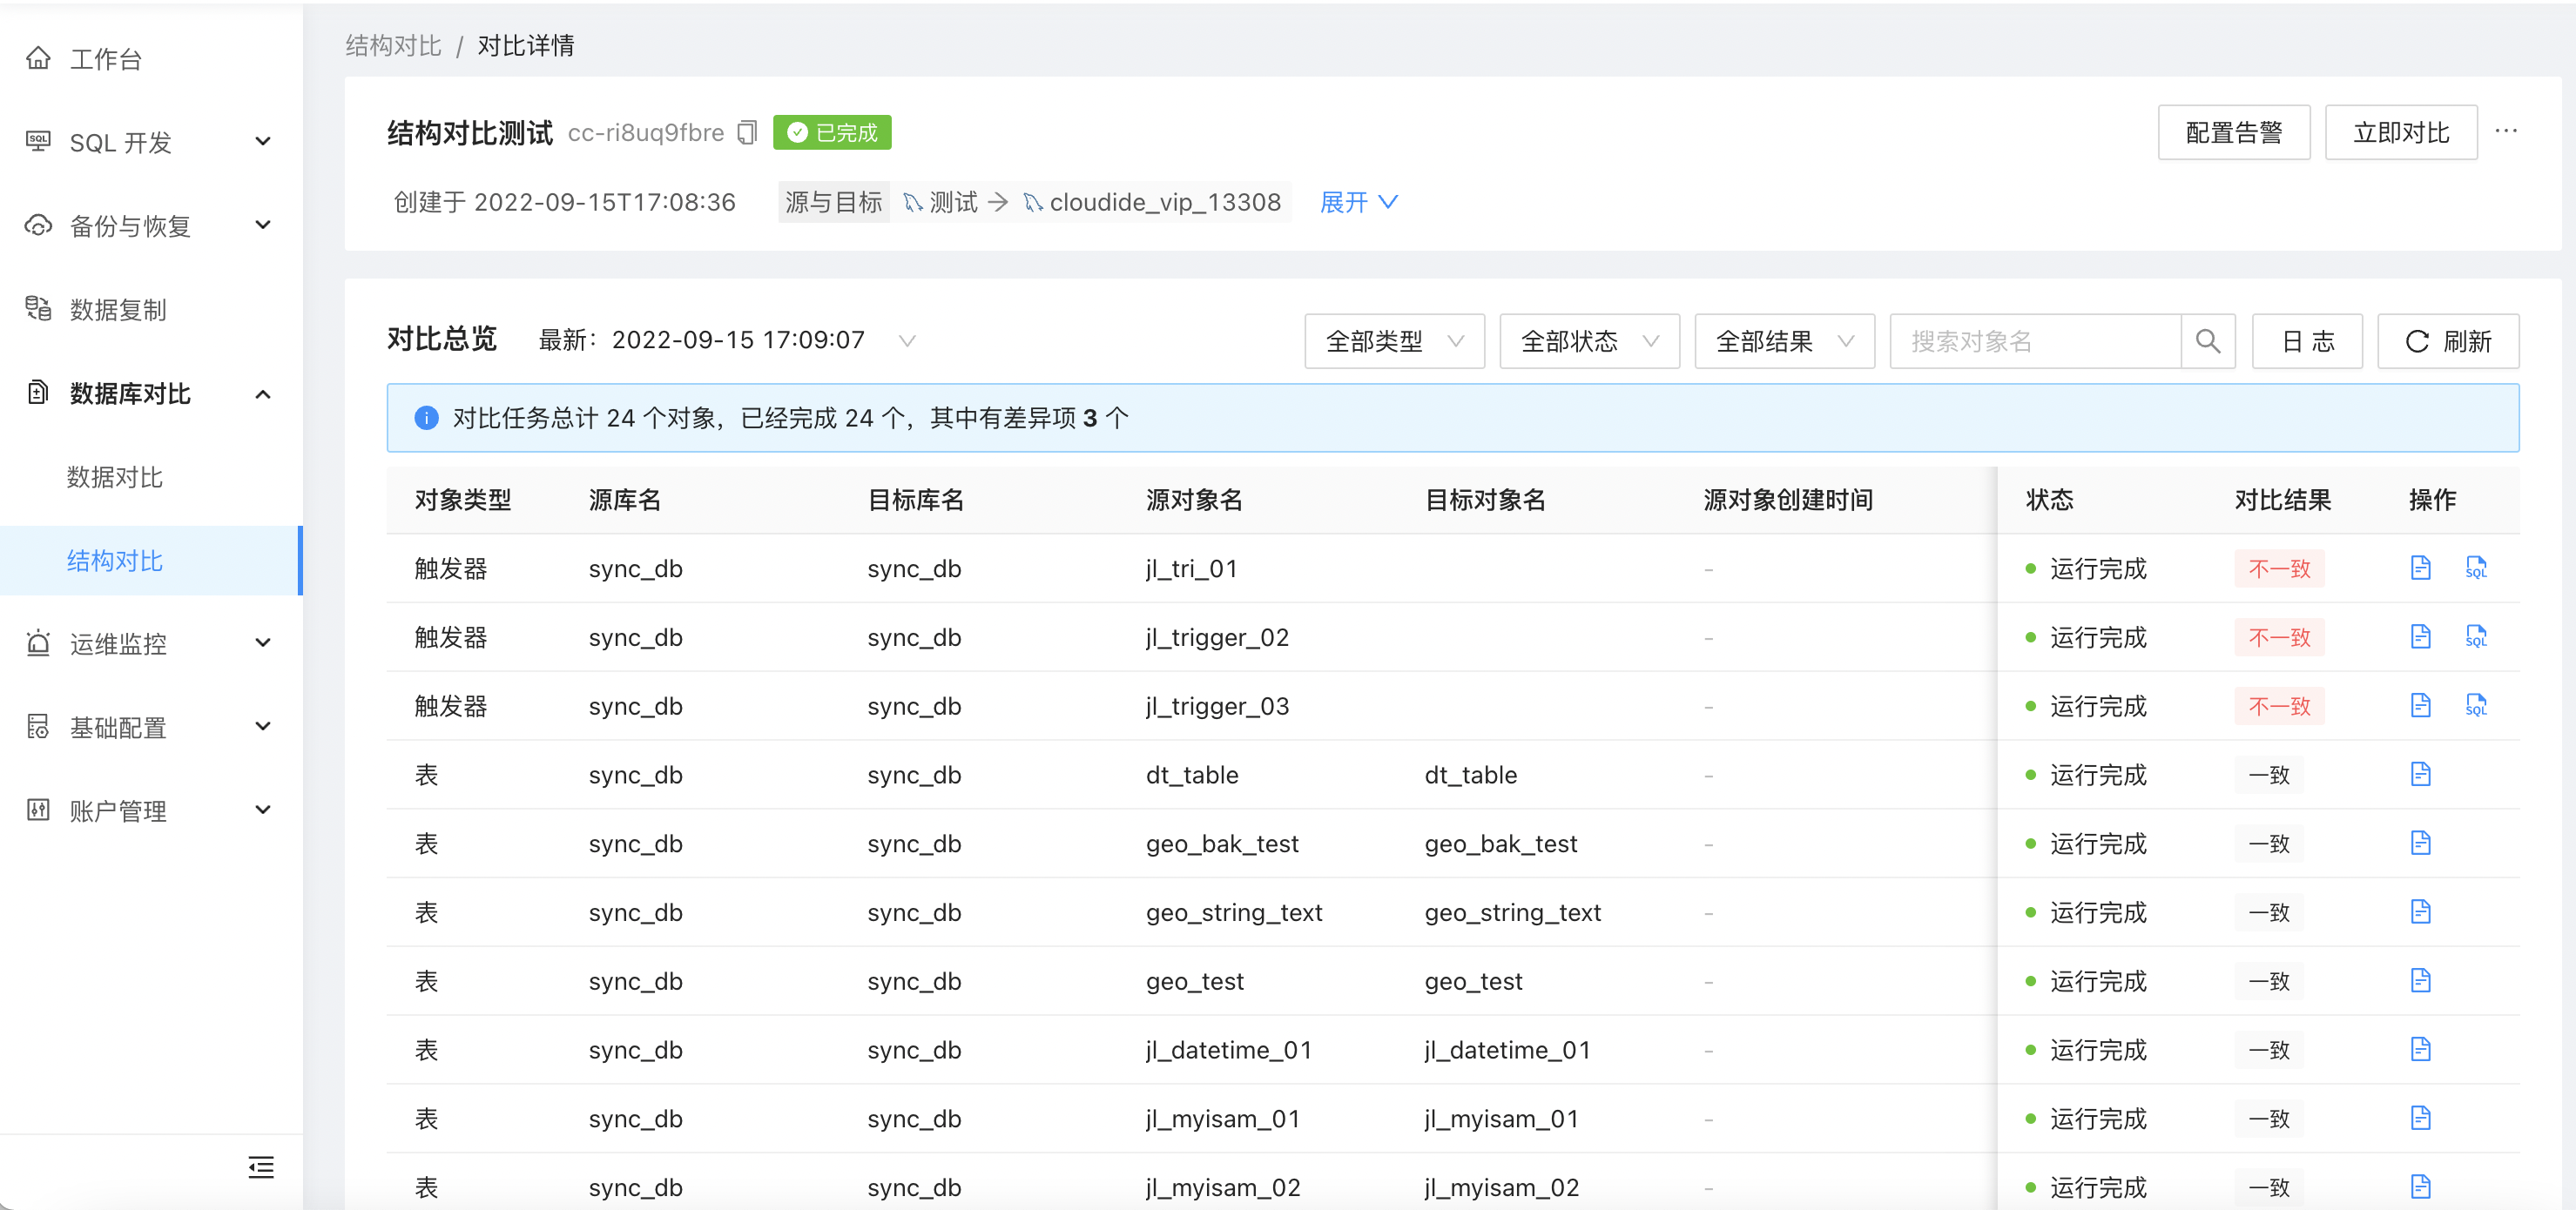 工作台
SQL 开发
备份与恢复
数据复制
数据库对比
数据对比
结构对比
运维监控
基础配置
账户管理
结构对比 / 对比详情
结构对比测试 cc-ri8uq9fbre 已完成
配置告警 立即对比 ···
创建于 2022-09-15T17:08:36 源与目标 测试 → cloudide_vip_13308 展开
对比总览 最新：2022-09-15 17:09:07 全部类型 全部状态 全部结果 搜索对象名 日 志 刷新
对比任务总计 24 个对象，已经完成 24 个，其中有差异项 3 个
对象类型 源库名 目标库名 源对象名 目标对象名 源对象创建时间 状态 对比结果 操作
触发器 sync_db sync_db jl_tri_01 - 运行完成 不一致 SQL
触发器 sync_db sync_db jl_trigger_02 - 运行完成 不一致 SQL
触发器 sync_db sync_db jl_trigger_03 - 运行完成 不一致 SQL
表 sync_db sync_db dt_table dt_table - 运行完成 一致
表 sync_db sync_db geo_bak_test geo_bak_test - 运行完成 一致
表 sync_db sync_db geo_string_text geo_string_text - 运行完成 一致
表 sync_db sync_db geo_test geo_test - 运行完成 一致
表 sync_db sync_db jl_datetime_01 jl_datetime_01 - 运行完成 一致
表 sync_db sync_db jl_myisam_01 jl_myisam_01 - 运行完成 一致
表 sync_db sync_db jl_myisam_02 jl_myisam_02 - 运行完成 一致